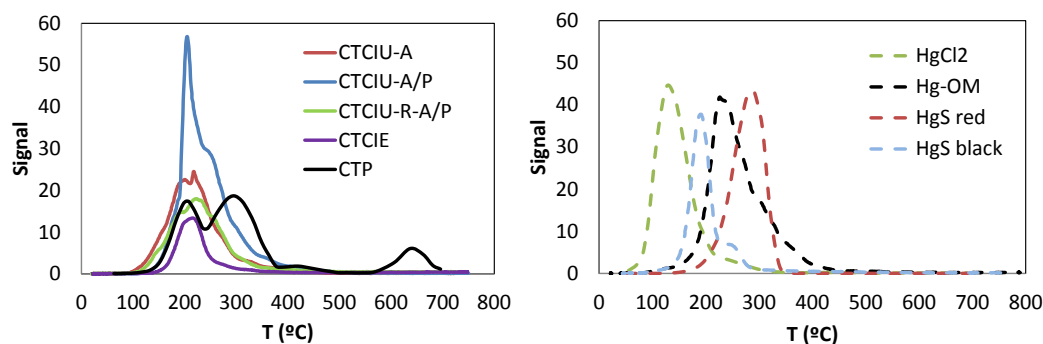 60
50
40
30
20
10
0
Signal
0 100 200 300 400 500 600 700 800
T (ºC)
CTCIU-A
CTCIU-A/P
CTCIU-R-A/P
CTCIE
CTP
60
50
40
30
20
10
0
Signal
0 100 200 300 400 500 600 700 800
T (ºC)
HgCl2
Hg-OM
HgS red
HgS black